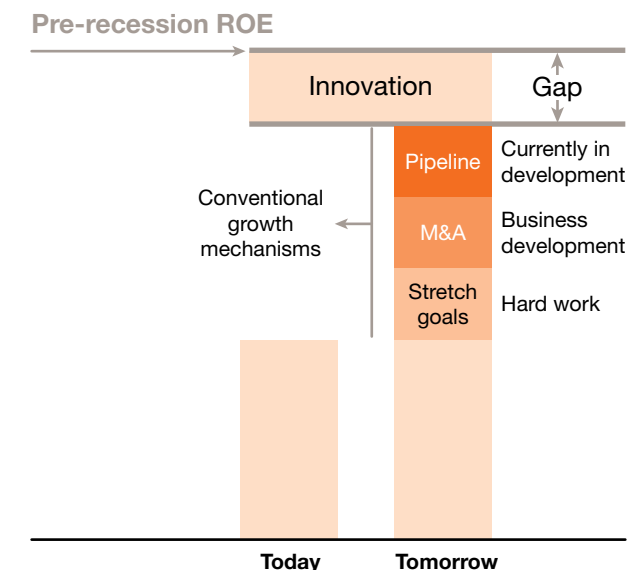 Pre-recession ROE
Innovation
Gap
Pipeline
Currently in
development
Conventional
growth
mechanisms
M&A
Business
development
Stretch
goals
Hard work
Today
Tomorrow